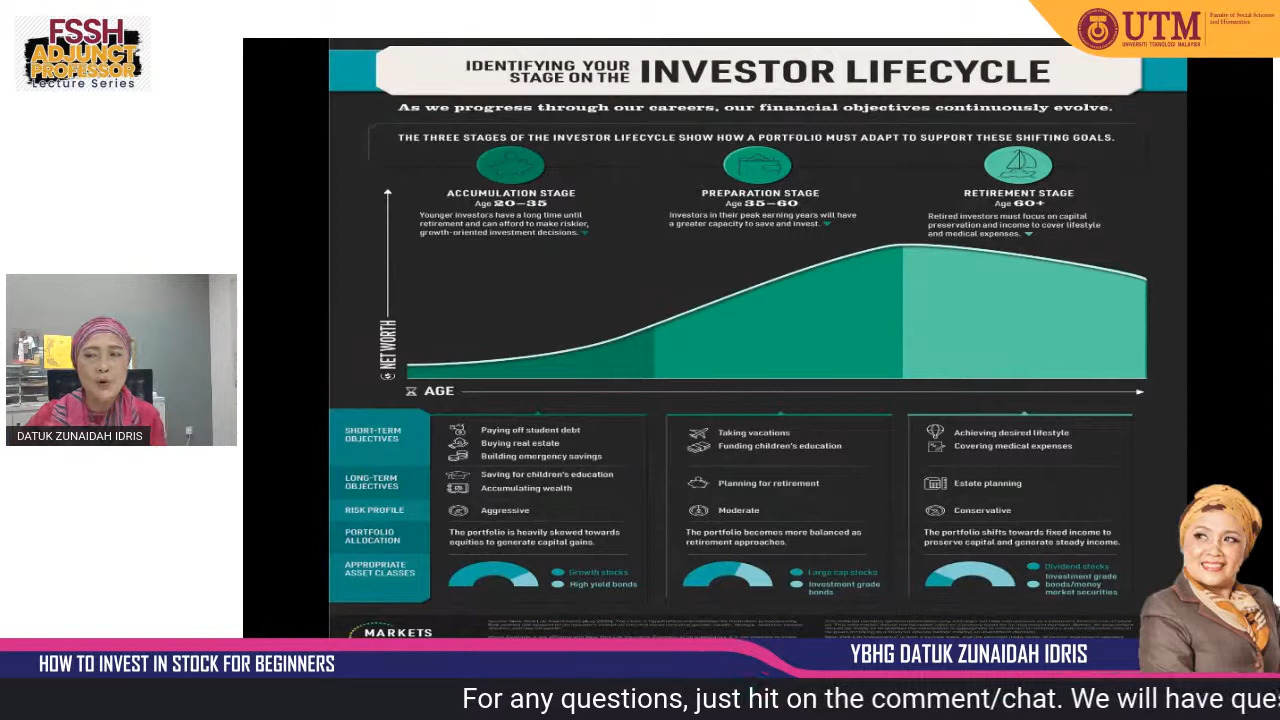 FSSH
ADJUNCT
PROFESSOR
Lecture Series
UTM
UNIVERSITI TEKNOLOGI MALAYSIA
Faculty of Social Sciences
and Humanities
IDENTIFYING YOUR
STAGE ON THE
INVESTOR LIFECYCLE
As we progress through our careers, our financial objectives continuously evolve.
THE THREE STAGES OF THE INVESTOR LIFECYCLE SHOW HOW A PORTFOLIO MUST ADAPT TO SUPPORT THESE SHIFTING GOALS.
ACCUMULATION STAGE
Age 20–35
Younger investors have a long time until
retirement and can afford to make riskier,
growth-oriented investment decisions.
PREPARATION STAGE
Age 35–60
Investors in their peak earning years will have
a greater capacity to save and invest.
RETIREMENT STAGE
Age 60+
Retired investors must focus on capital
preservation and income to cover lifestyle
and medical expenses.
NET WORTH
AGE
SHORT-TERM
OBJECTIVES
Paying off student debt
Buying real estate
Building emergency savings
Taking vacations
Funding children's education
Achieving desired lifestyle
Covering medical expenses
LONG-TERM
OBJECTIVES
Saving for children's education
Accumulating wealth
Planning for retirement
Estate planning
RISK PROFILE
Aggressive
Moderate
Conservative
PORTFOLIO
ALLOCATION
The portfolio is heavily skewed towards
equities to generate capital gains.
The portfolio becomes more balanced as
retirement approaches.
The portfolio shifts towards fixed income to
preserve capital and generate steady income.
APPROPRIATE
ASSET CLASSES
Growth stocks
High yield bonds
Large cap stocks
Investment grade
bonds
Dividend stocks
Investment grade
bonds/money
market securities
MARKETS
DATUK ZUNAIDAH IDRIS
HOW TO INVEST IN STOCK FOR BEGINNERS
YBHG DATUK ZUNAIDAH IDRIS
For any questions, just hit on the comment/chat. We will have que